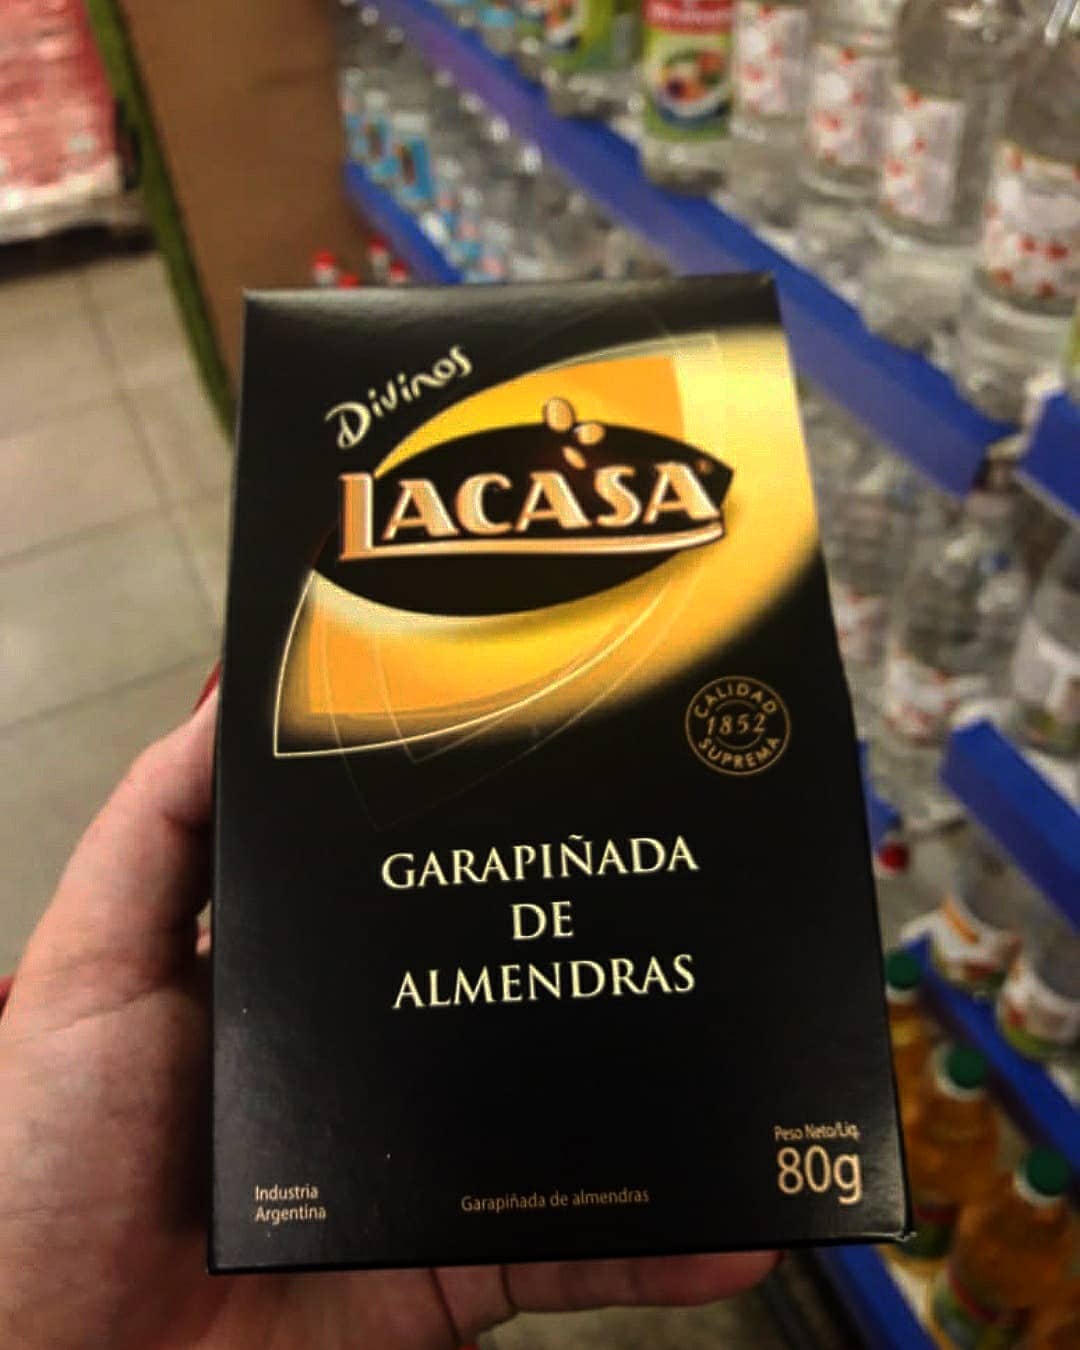 Divinos
LACASA
CALIDAD
1852
SUPREMA
GARAPIÑADA
DE
ALMENDRAS
Peso Neto/Liq.
80g
Industria
Argentina
Garapiñada de almendras